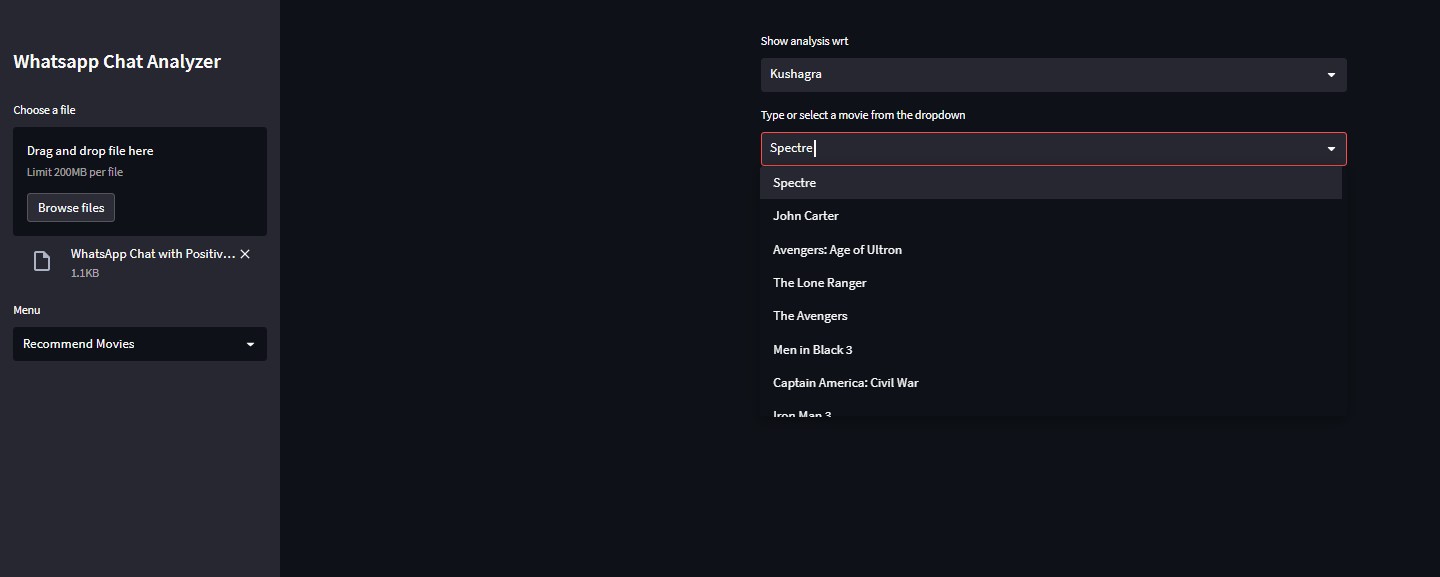 Whatsapp Chat Analyzer
Choose a file
Drag and drop file here
Limit 200MB per file
Browse files
WhatsApp Chat with Positiv...
1.1KB
Menu
Recommend Movies
Show analysis wrt
Kushagra
Type or select a movie from the dropdown
Spectre
Spectre
John Carter
Avengers: Age of Ultron
The Lone Ranger
The Avengers
Men in Black 3
Captain America: Civil War
Iron Man 3